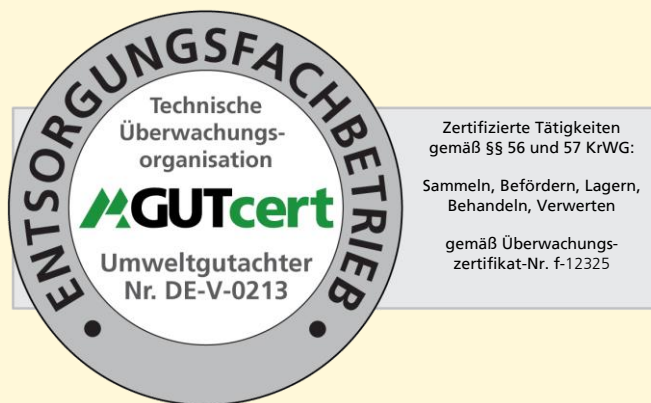 ENTSORGUNGSFACHBETRIEB
Technische
Überwachungs-
organisation
GUTcert
Umweltgutachter
Nr. DE-V-0213
Zertifizierte Tätigkeiten
gemäß §§ 56 und 57 KrWG:
Sammeln, Befördern, Lagern,
Behandeln, Verwerten
gemäß Überwachungs-
zertifikat-Nr. f-12325